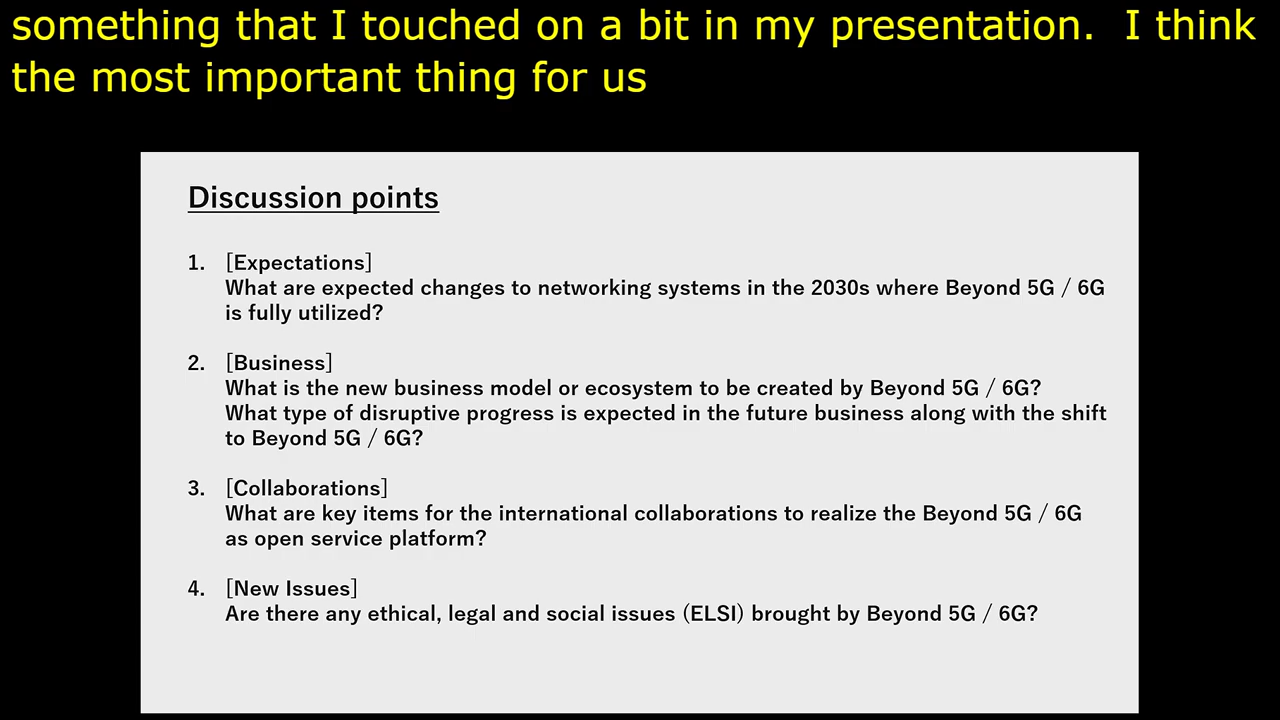 something that I touched on a bit in my presentation.  I think
the most important thing for us
Discussion points
1. [Expectations]
What are expected changes to networking systems in the 2030s where Beyond 5G / 6G
is fully utilized?
2. [Business]
What is the new business model or ecosystem to be created by Beyond 5G / 6G?
What type of disruptive progress is expected in the future business along with the shift
to Beyond 5G / 6G?
3. [Collaborations]
What are key items for the international collaborations to realize the Beyond 5G / 6G
as open service platform?
4. [New Issues]
Are there any ethical, legal and social issues (ELSI) brought by Beyond 5G / 6G?